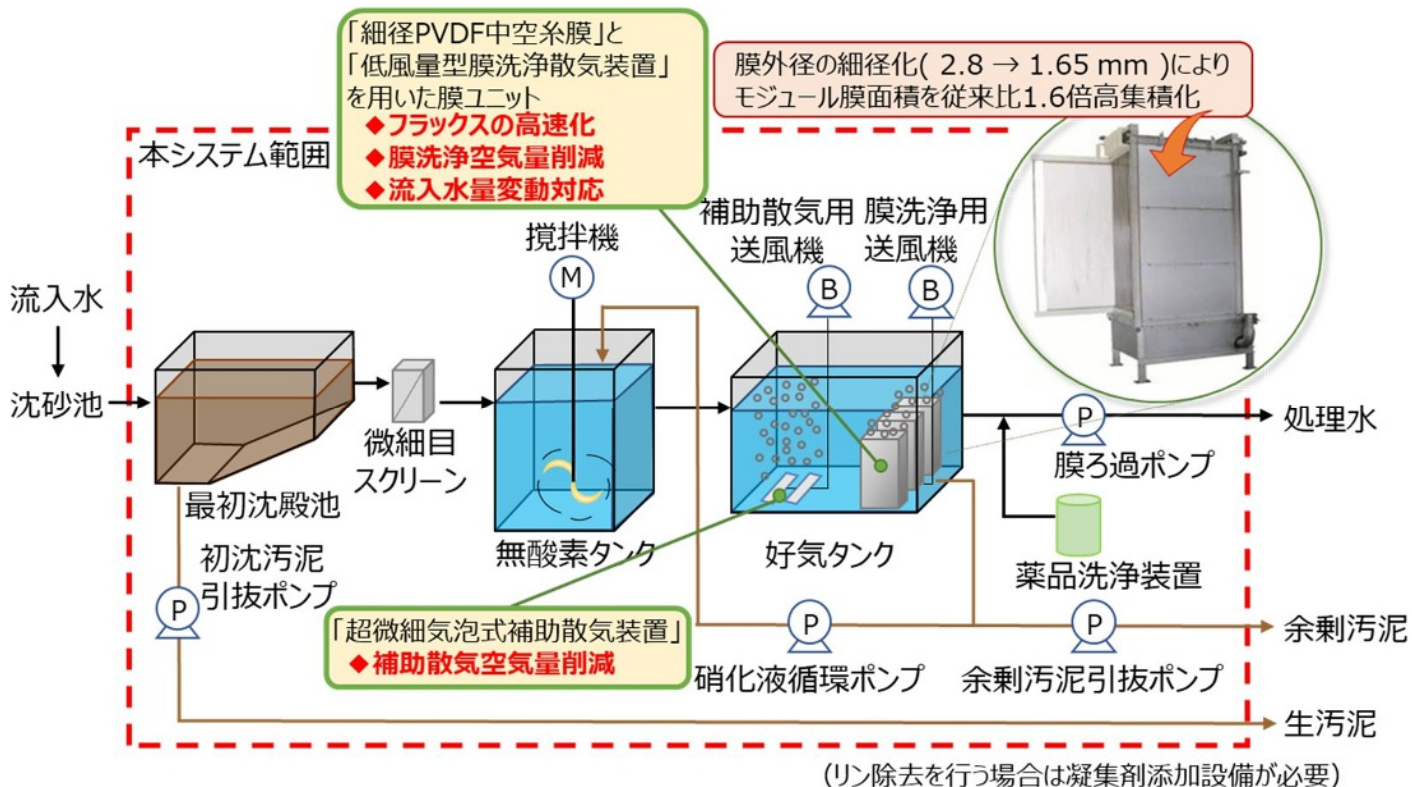 「細径PVDF中空糸膜」と
「低風量型膜洗浄散気装置」
を用いた膜ユニット
◆フラックスの高速化
◆膜洗浄空気量削減
◆流入水量変動対応
膜外径の細径化( 2.8 → 1.65 mm )により
モジュール膜面積を従来比1.6倍高集積化
本システム範囲
撹拌機
M
補助散気用
送風機
B
膜洗浄用
送風機
B
流入水
沈砂池
最初沈殿池
微細目
スクリーン
無酸素タンク
好気タンク
P
膜ろ過ポンプ
処理水
薬品洗浄装置
初沈汚泥
引抜ポンプ
P
「超微細気泡式補助散気装置」
◆補助散気空気量削減
P
硝化液循環ポンプ
P
余剰汚泥引抜ポンプ
余剰汚泥
生汚泥
(リン除去を行う場合は凝集剤添加設備が必要)